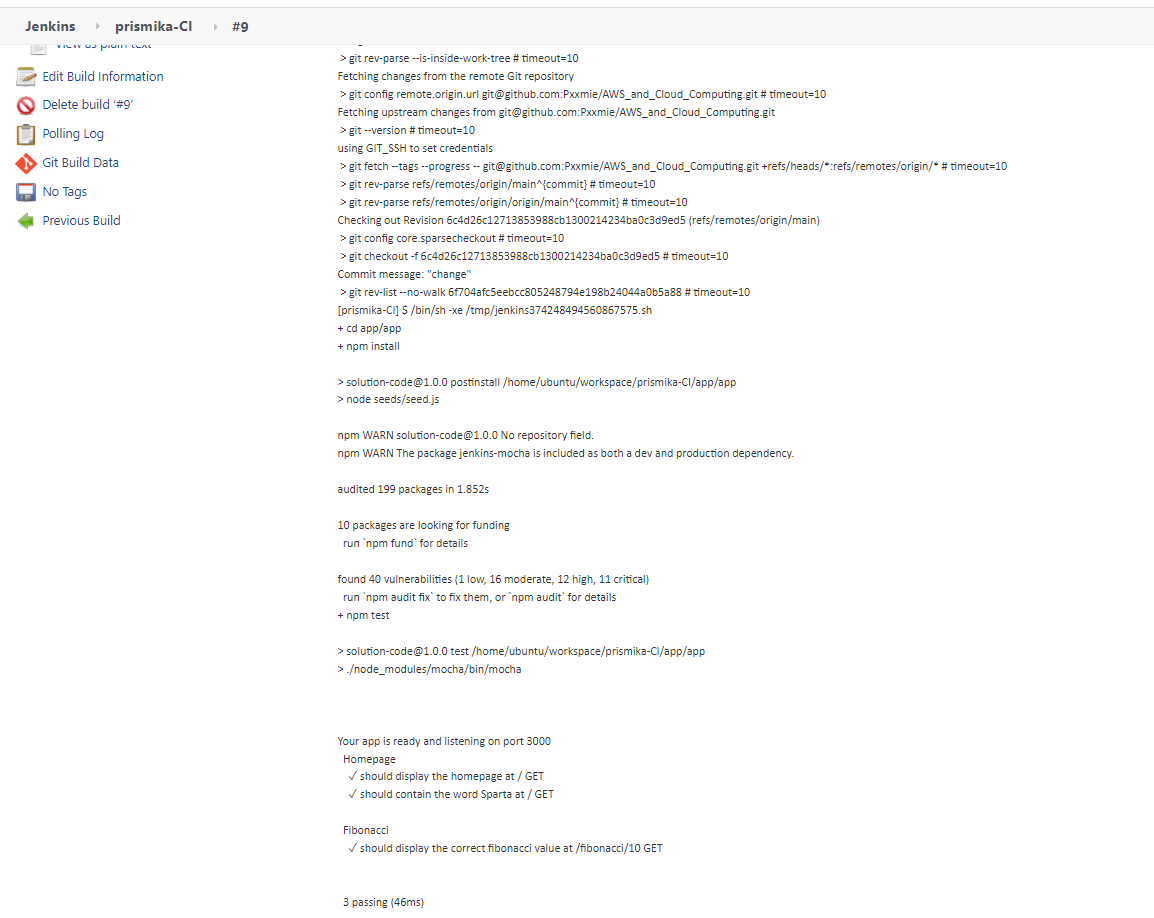 Jenkins prismika-CI #9
View as plain text
Edit Build Information
Delete build ‘#9’
Polling Log
Git Build Data
No Tags
Previous Build
> git rev-parse --is-inside-work-tree # timeout=10
Fetching changes from the remote Git repository
> git config remote.origin.url git@github.com:Pxxmie/AWS_and_Cloud_Computing.git # timeout=10
Fetching upstream changes from git@github.com:Pxxmie/AWS_and_Cloud_Computing.git
> git --version # timeout=10
using GIT_SSH to set credentials
> git fetch --tags --progress -- git@github.com:Pxxmie/AWS_and_Cloud_Computing.git +refs/heads/*:refs/remotes/origin/* # timeout=10
> git rev-parse refs/remotes/origin/main^{commit} # timeout=10
> git rev-parse refs/remotes/origin/origin/main^{commit} # timeout=10
Checking out Revision 6c4d26c12713853988cb1300214234ba0c3d9ed5 (refs/remotes/origin/main)
> git config core.sparsecheckout # timeout=10
> git checkout -f 6c4d26c12713853988cb1300214234ba0c3d9ed5 # timeout=10
Commit message: "change"
> git rev-list --no-walk 6f704afc5eebcc805248794e198b24044a0b5a88 # timeout=10
[prismika-CI] $ /bin/sh -xe /tmp/jenkins374248494560867575.sh
+ cd app/app
+ npm install
> solution-code@1.0.0 postinstall /home/ubuntu/workspace/prismika-CI/app/app
> node seeds/seed.js
npm WARN solution-code@1.0.0 No repository field.
npm WARN The package jenkins-mocha is included as both a dev and production dependency.
audited 199 packages in 1.852s
10 packages are looking for funding
run `npm fund` for details
found 40 vulnerabilities (1 low, 16 moderate, 12 high, 11 critical)
run `npm audit fix` to fix them, or `npm audit` for details
+ npm test
> solution-code@1.0.0 test /home/ubuntu/workspace/prismika-CI/app/app
> ./node_modules/mocha/bin/mocha
Your app is ready and listening on port 3000
Homepage
✓ should display the homepage at / GET
✓ should contain the word Sparta at / GET
Fibonacci
✓ should display the correct fibonacci value at /fibonacci/10 GET
3 passing (46ms)